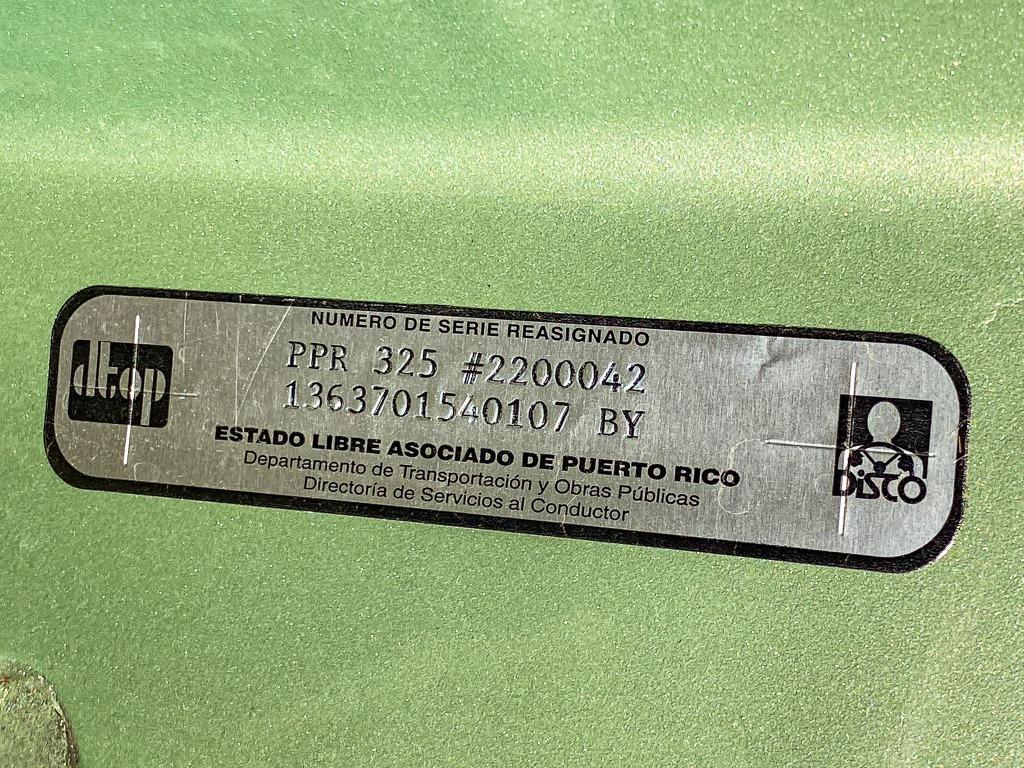 NUMERO DE SERIE REASIGNADO
dtop
PPR 325 #2200042
1363701540107 BY
ESTADO LIBRE ASOCIADO DE PUERTO RICO
Departamento de Transportación y Obras Públicas
Directoría de Servicios al Conductor
DISCO